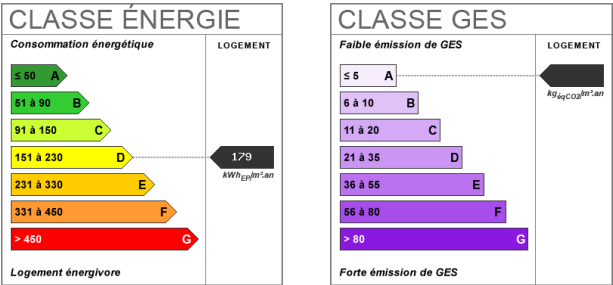 CLASSE ÉNERGIE
Consommation énergétique
LOGEMENT
≤ 50 A
51 à 90 B
91 à 150 C
151 à 230 D
179
kWhEP/m².an
231 à 330 E
331 à 450 F
> 450 G
Logement énergivore
CLASSE GES
Faible émission de GES
LOGEMENT
≤ 5 A
kgéqCO2/m².an
6 à 10 B
11 à 20 C
21 à 35 D
36 à 55 E
56 à 80 F
> 80 G
Forte émission de GES